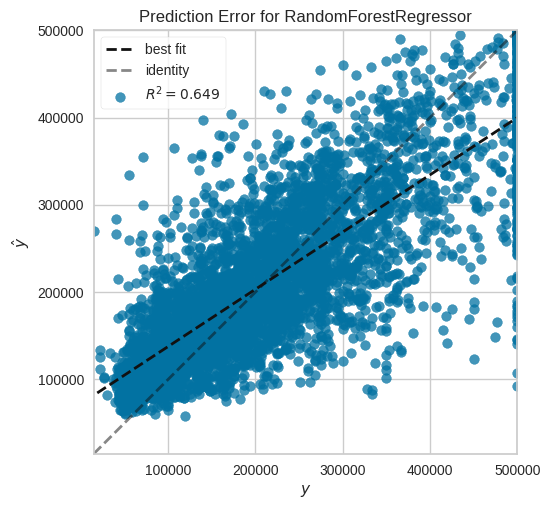 Prediction Error for RandomForestRegressor
best fit
identity
R² = 0.649
500000
400000
300000
200000
100000
ŷ
100000 200000 300000 400000 500000
y